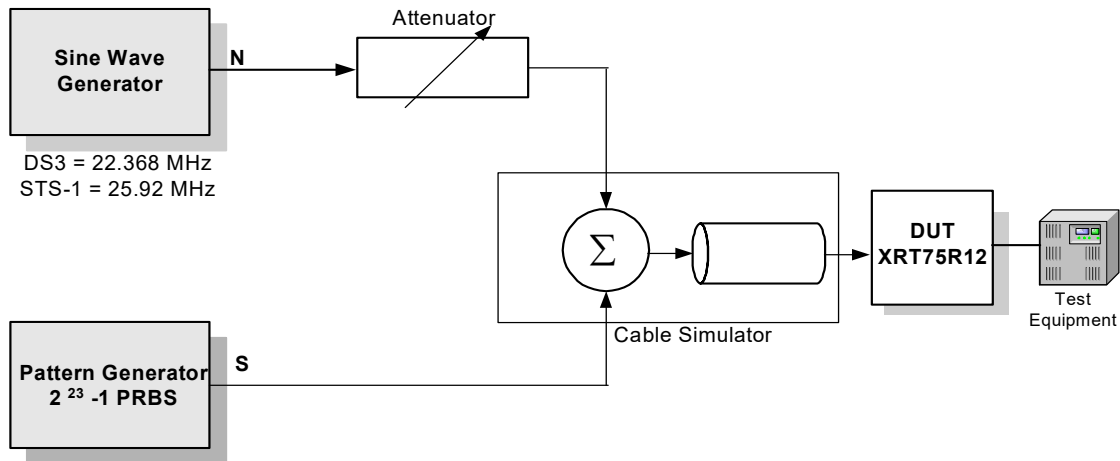 Attenuator
Sine Wave
Generator
N
DS3 = 22.368 MHz
STS-1 = 25.92 MHz
Σ
DUT
XRT75R12
Test
Equipment
Cable Simulator
Pattern Generator
2 ²³ -1 PRBS
S